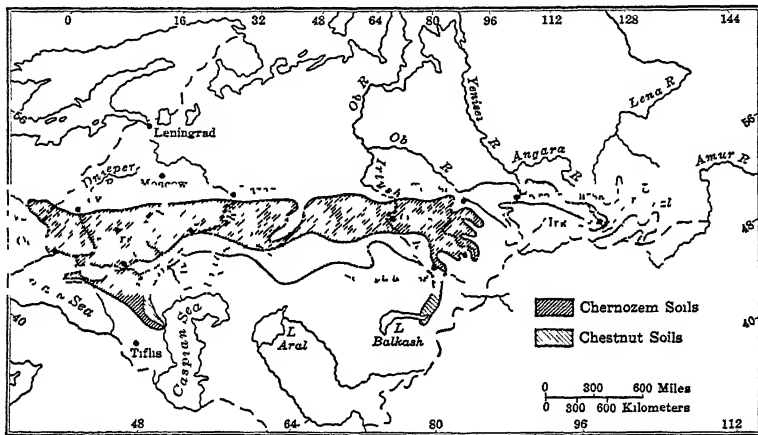 0 16 32 48 64 80 96 112 128 144
Ob R
Yenisei R
Lena R
56
56
Leningrad
Ob R
Angara R
Amur R
Dnieper R
Moscow
Irtysh
48
Sea
40
Tiflis
Caspian Sea
L Aral
L Balkash
Chernozem Soils
Chestnut Soils
40
0 300 600 Miles
0 300 600 Kilometers
48 64 80 96 112